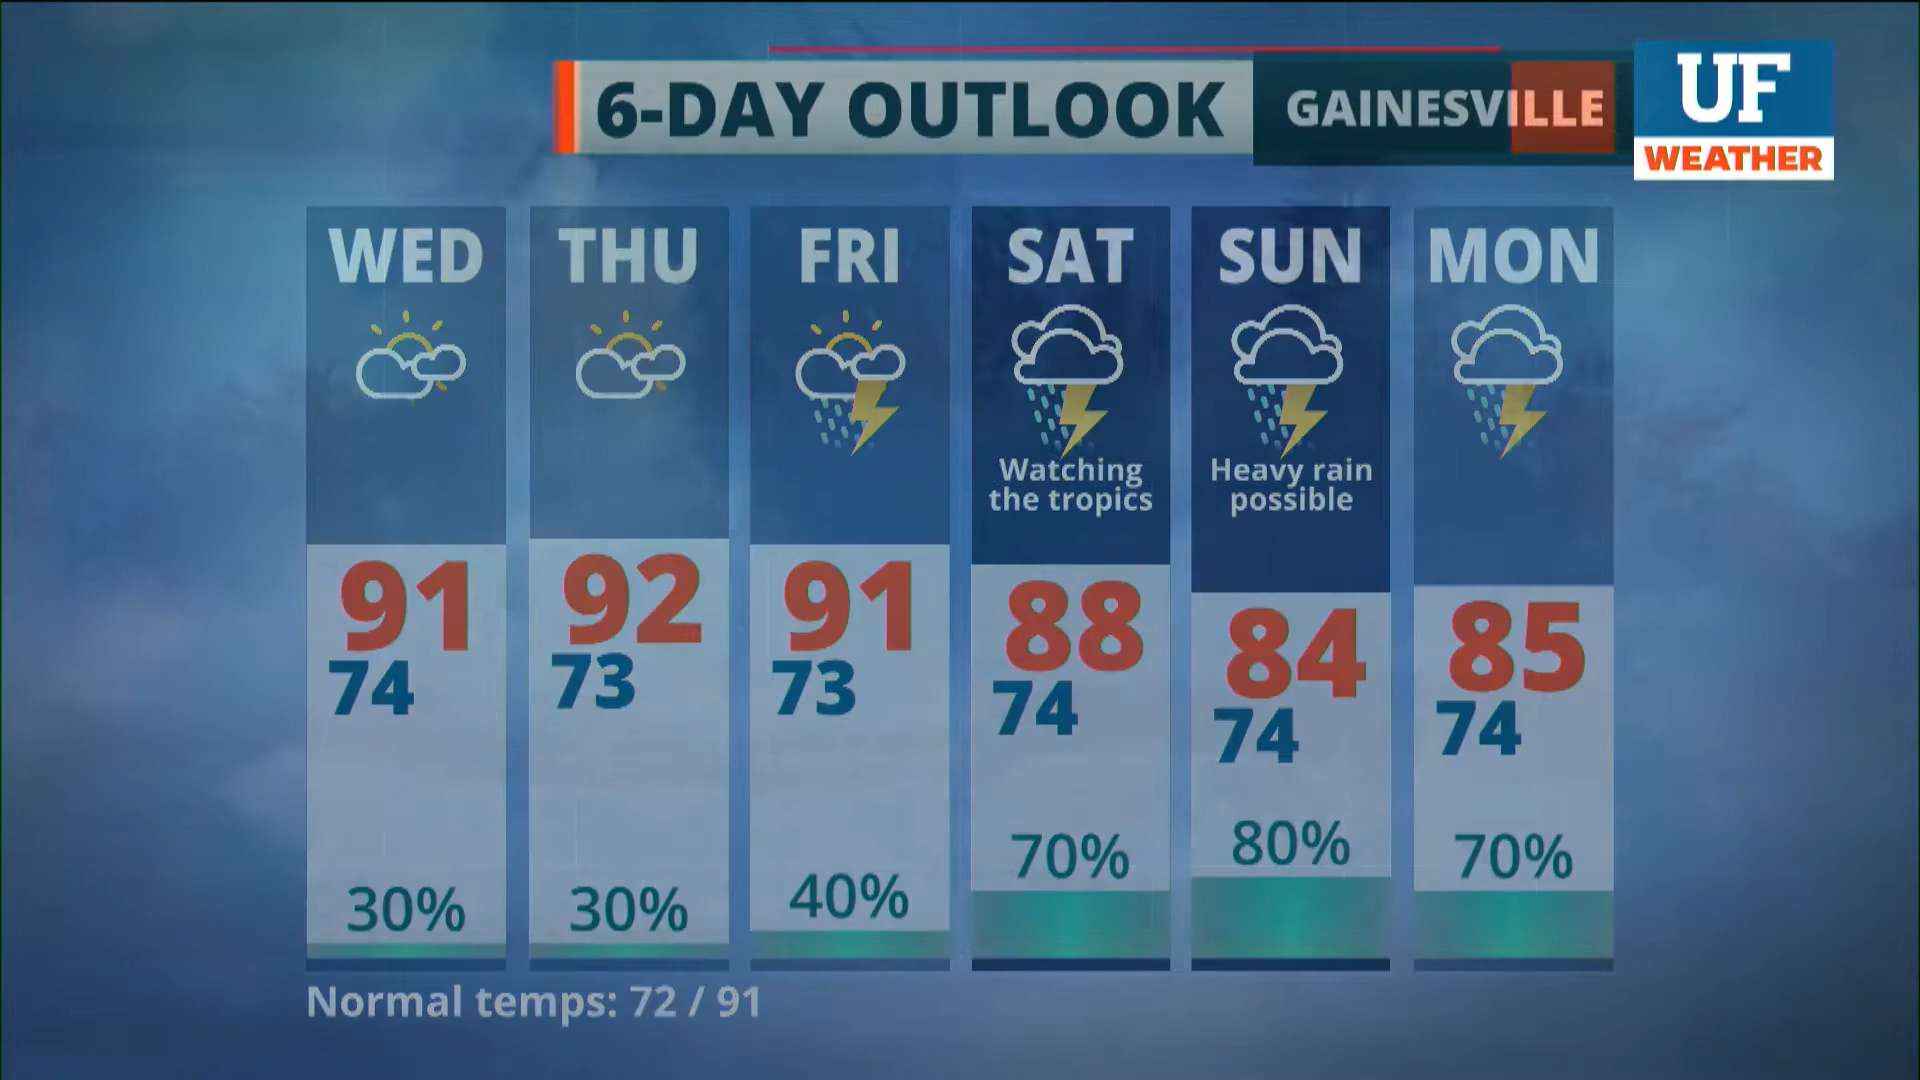 6-DAY OUTLOOK GAINESVILLE
UF
WEATHER
WED THU FRI SAT SUN MON
Watching
the tropics
Heavy rain
possible
91 92 91 88 84 85
74 73 73 74 74 74
30% 30% 40% 70% 80% 70%
Normal temps: 72 / 91